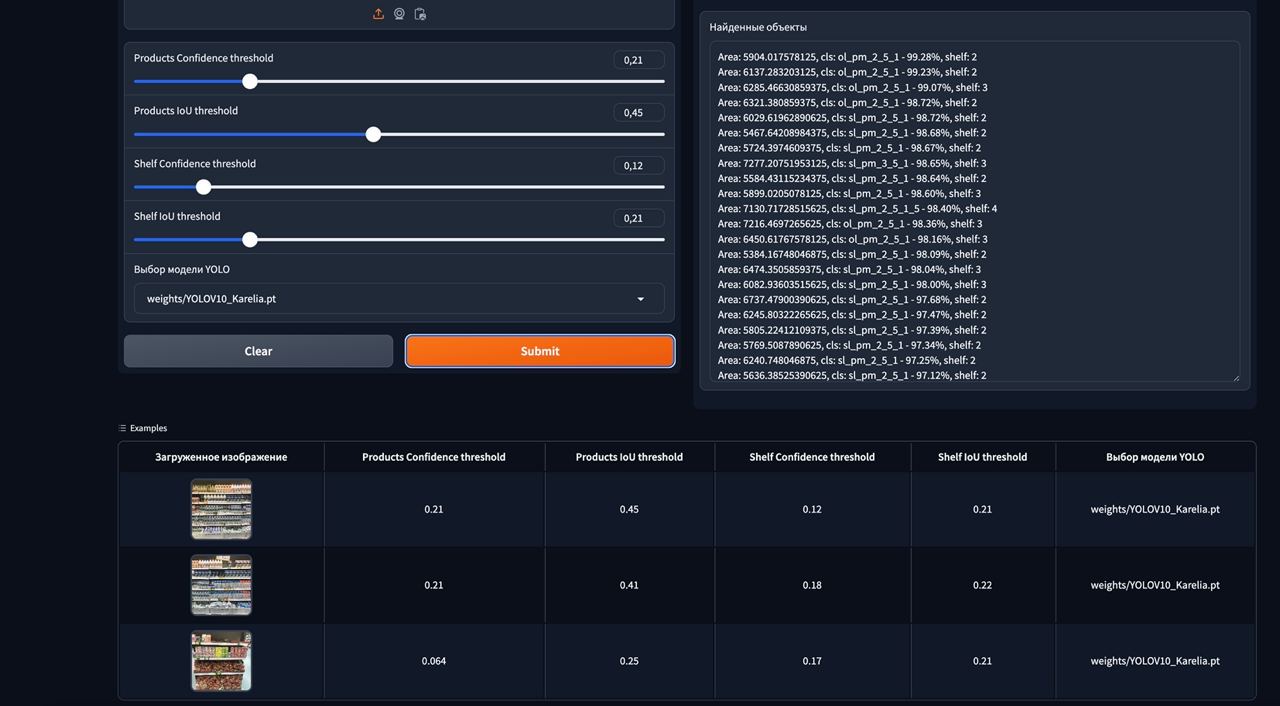 Products Confidence threshold
0,21
Products IoU threshold
0,45
Shelf Confidence threshold
0,12
Shelf IoU threshold
0,21
Выбор модели YOLO
weights/YOLOV10_Karelia.pt
Clear
Submit
Найденные объекты
Area: 5904.017578125, cls: ol_pm_2_5_1 - 99.28%, shelf: 2
Area: 6137.283203125, cls: ol_pm_2_5_1 - 99.23%, shelf: 2
Area: 6285.46630859375, cls: ol_pm_2_5_1 - 99.07%, shelf: 3
Area: 6321.380859375, cls: ol_pm_2_5_1 - 98.72%, shelf: 2
Area: 6029.61962890625, cls: sl_pm_2_5_1 - 98.72%, shelf: 2
Area: 5467.64208984375, cls: sl_pm_2_5_1 - 98.68%, shelf: 2
Area: 5724.3974609375, cls: sl_pm_2_5_1 - 98.67%, shelf: 2
Area: 7277.20751953125, cls: sl_pm_3_5_1 - 98.65%, shelf: 3
Area: 5584.43115234375, cls: sl_pm_2_5_1 - 98.64%, shelf: 2
Area: 5899.0205078125, cls: sl_pm_2_5_1 - 98.60%, shelf: 3
Area: 7130.71728515625, cls: sl_pm_2_5_1_5 - 98.40%, shelf: 4
Area: 7216.4697265625, cls: ol_pm_2_5_1 - 98.36%, shelf: 3
Area: 6450.61767578125, cls: ol_pm_2_5_1 - 98.16%, shelf: 3
Area: 5384.16748046875, cls: sl_pm_2_5_1 - 98.09%, shelf: 2
Area: 6474.3505859375, cls: sl_pm_2_5_1 - 98.04%, shelf: 3
Area: 6082.93603515625, cls: sl_pm_2_5_1 - 98.00%, shelf: 3
Area: 6737.47900390625, cls: sl_pm_2_5_1 - 97.68%, shelf: 2
Area: 6245.80322265625, cls: sl_pm_2_5_1 - 97.47%, shelf: 2
Area: 5805.22412109375, cls: sl_pm_2_5_1 - 97.39%, shelf: 2
Area: 5769.5087890625, cls: sl_pm_2_5_1 - 97.34%, shelf: 2
Area: 6240.748046875, cls: sl_pm_2_5_1 - 97.25%, shelf: 2
Area: 5636.38525390625, cls: sl_pm_2_5_1 - 97.12%, shelf: 2
Examples
Загруженное изображение Products Confidence threshold Products IoU threshold Shelf Confidence threshold Shelf IoU threshold Выбор модели YOLO
0.21 0.45 0.12 0.21 weights/YOLOV10_Karelia.pt
0.21 0.41 0.18 0.22 weights/YOLOV10_Karelia.pt
0.064 0.25 0.17 0.21 weights/YOLOV10_Karelia.pt